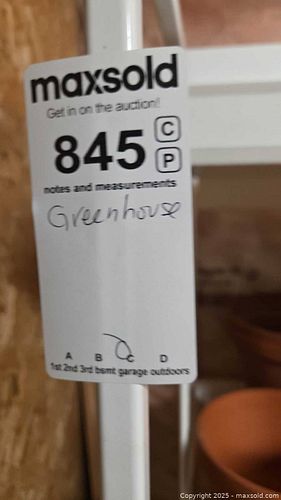 maxsold
Get in on the auction!
845 C
P
notes and measurements
Greenhouse
A B C D
1st 2nd 3rd bsmt garage outdoors
Copyright © 2025 - maxsold.com